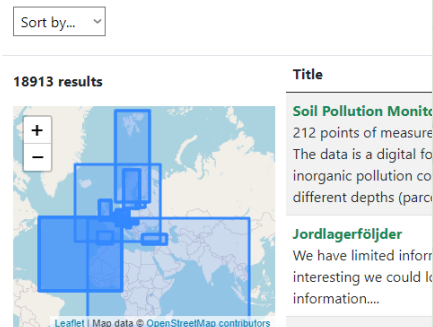 Sort by...
18913 results
+
−
Leaflet | Map data © OpenStreetMap contributors
Title
Soil Pollution Monito
212 points of measure
The data is a digital fo
inorganic pollution co
different depths (parc
Jordlagerföljder
We have limited inforr
interesting we could lo
information....